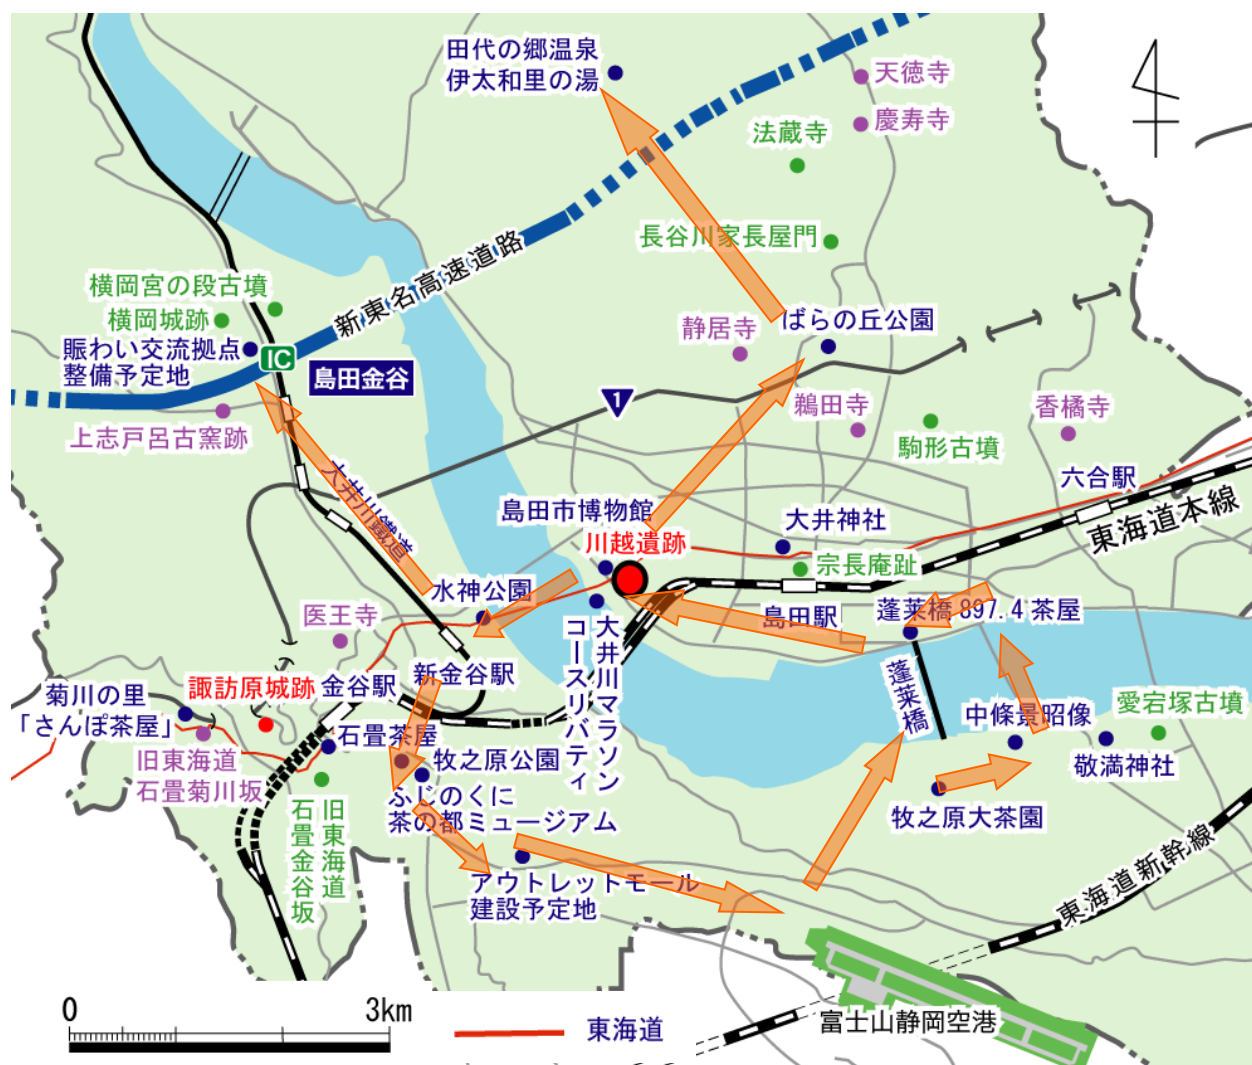 田代の郷温泉
伊太和里の湯
天徳寺
慶寿寺
法蔵寺
長谷川家長屋門
新東名高速道路
横岡宮の段古墳
横岡城跡
賑わい交流拠点
整備予定地
IC
島田金谷
静居寺
ばらの丘公園
1
上志戸呂古窯跡
鵜田寺
駒形古墳
香橘寺
六合駅
東海道本線
大井川鐵道
島田市博物館
川越遺跡
大井神社
宗長庵趾
水神公園
医王寺
島田駅
蓬莱橋 897.4 茶屋
蓬莱橋
大井川マラソン
コースリバティ
新金谷駅
金谷駅
諏訪原城跡
菊川の里
「さんぽ茶屋」
旧東海道
石畳菊川坂
石畳茶屋
牧之原公園
ふじのくに
茶の都ミュージアム
旧東海道
石畳金谷坂
アウトレットモール
建設予定地
中條景昭像
愛宕塚古墳
敬満神社
牧之原大茶園
東海道新幹線
富士山静岡空港
0
3km
東海道